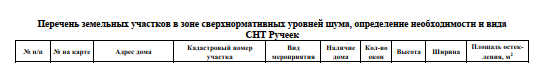 Перечень земельных участков в зоне сверхнормативных уровней шума, определение необходимости и вида
СНТ Ручеек
№ п/п № на карте Адрес дома Кадастровый номер участка Вид мероприятия Наличие дома Кол-во окон Высота Ширина Площадь остек-ления, м²